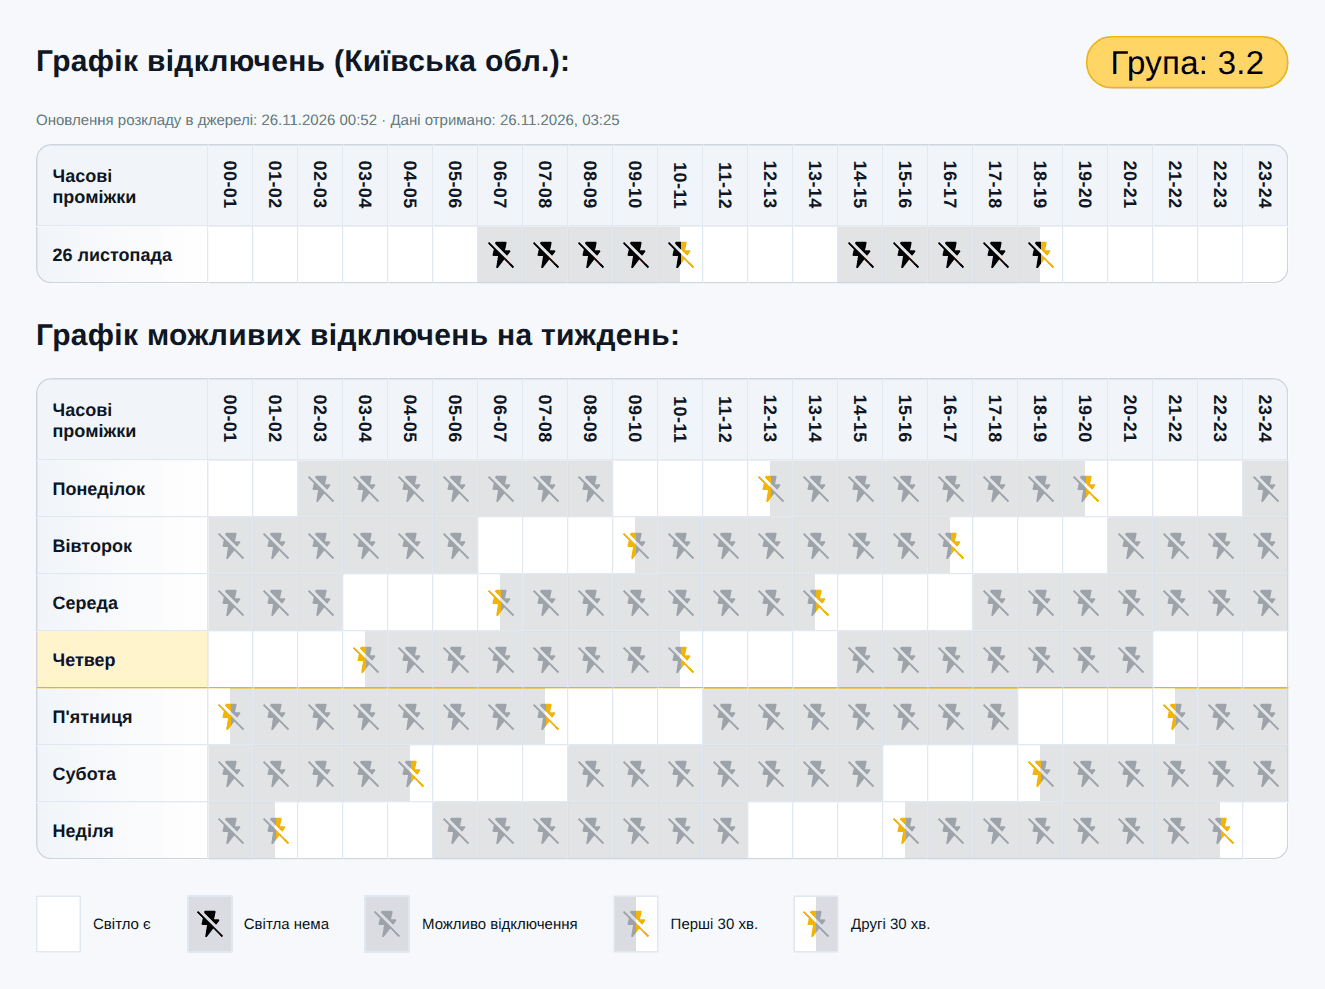 Графік відключень (Київська обл.):
Група: 3.2
Оновлення розкладу в джерелі: 26.11.2026 00:52 · Дані отримано: 26.11.2026, 03:25
Часові
проміжки
00-01 01-02 02-03 03-04 04-05 05-06 06-07 07-08 08-09 09-10 10-11 11-12 12-13 13-14 14-15 15-16 16-17 17-18 18-19 19-20 20-21 21-22 22-23 23-24
26 листопада
Графік можливих відключень на тиждень:
Часові
проміжки
00-01 01-02 02-03 03-04 04-05 05-06 06-07 07-08 08-09 09-10 10-11 11-12 12-13 13-14 14-15 15-16 16-17 17-18 18-19 19-20 20-21 21-22 22-23 23-24
Понеділок
Вівторок
Середа
Четвер
П'ятниця
Субота
Неділя
Світло є
Світла нема
Можливо відключення
Перші 30 хв.
Другі 30 хв.